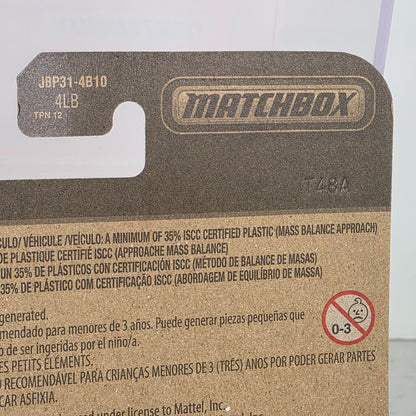 JBP31-4B10
4LB
TPN 12
MATCHBOX
T48A
CULO/ VÉHICULE /VEÍCULO: A MINIMUM OF 35% ISCC CERTIFIED PLASTIC (MASS BALANCE APPROACH)
DE PLASTIQUE CERTIFIÉ ISCC (APPROACHE MASS BALANCE)
UN 35% DE PLÁSTICOS CON CERTIFICACIÓN ISCC (MÉTODO DE BALANCE DE MASAS)
35% DE PLÁSTICO COM CERTIFICAÇÃO ISCC (ABORDAGEM DE EQUILÍBRIO DE MASSA)
generated.
mendado para menores de 3 años. Puede generar piezas pequeñas que
o de ser ingeridas por el niño/a.
ES PETITS ÉLÉMENTS.
O RECOMENDÁVEL PARA CRIANÇAS MENORES DE 3 (TRÊS) ANOS POR PODER GERAR PARTES
CAR ASFIXIA.
0-3
under license to Mattel, Inc.